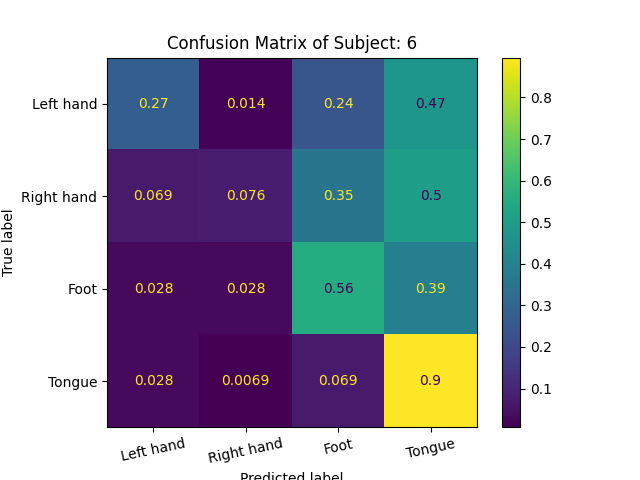 Confusion Matrix of Subject: 6
True label
Left hand 0.27 0.014 0.24 0.47
Right hand 0.069 0.076 0.35 0.5
Foot 0.028 0.028 0.56 0.39
Tongue 0.028 0.0069 0.069 0.9
Left hand Right hand Foot Tongue
Predicted label
0.8
0.7
0.6
0.5
0.4
0.3
0.2
0.1